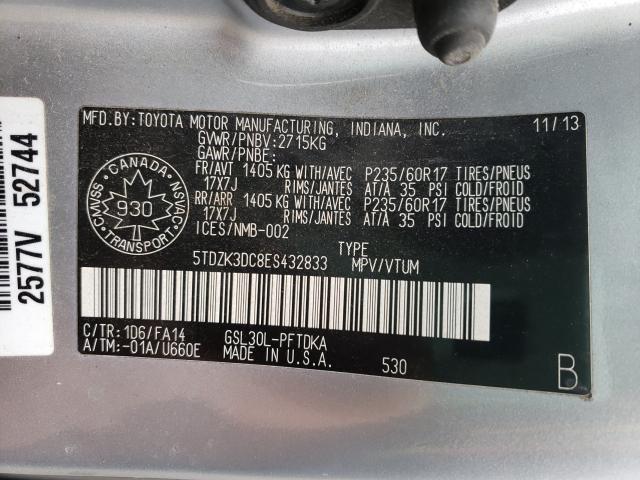 MFD.BY:TOYOTA MOTOR MANUFACTURING, INDIANA, INC. 11/13
GVWR/PNBV:2715KG
GAWR/PNBE:
FR/AVT 1405 KG WITH/AVEC P235/60R17 TIRES/PNEUS
17X7J RIMS/JANTES AT/A 35 PSI COLD/FROID
RR/ARR 1405 KG WITH/AVEC P235/60R17 TIRES/PNEUS
17X7J RIMS/JANTES AT/A 35 PSI COLD/FROID
ICES/NMB-002
CANADA
CMVSS NSVAC
930
TRANSPORT
TYPE
5TDZK3DC8ES432833 MPV/VTUM
C/TR:1D6/FA14 GSL30L-PFTDKA
A/TM:-01A/U660E MADE IN U.S.A. 530 B
2577V 52744